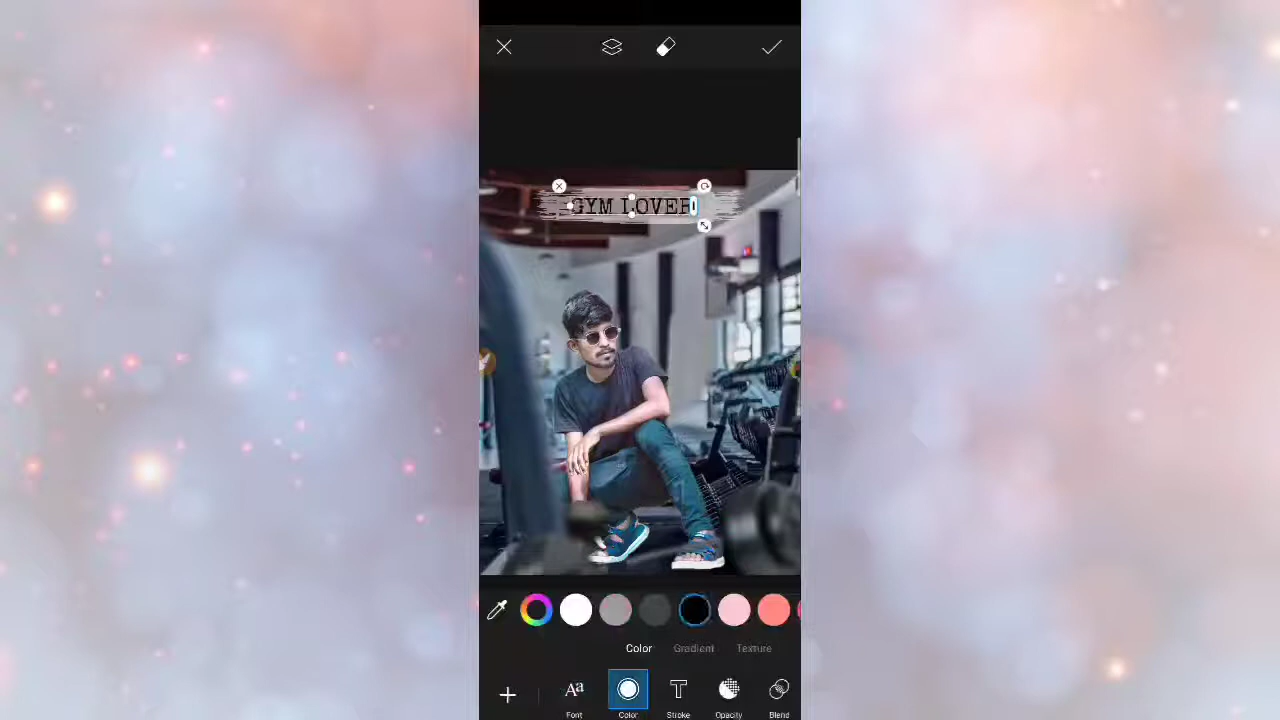 GYM LOVER
Color
Gradient
Texture
Font
Color
Stroke
Opacity
Blend